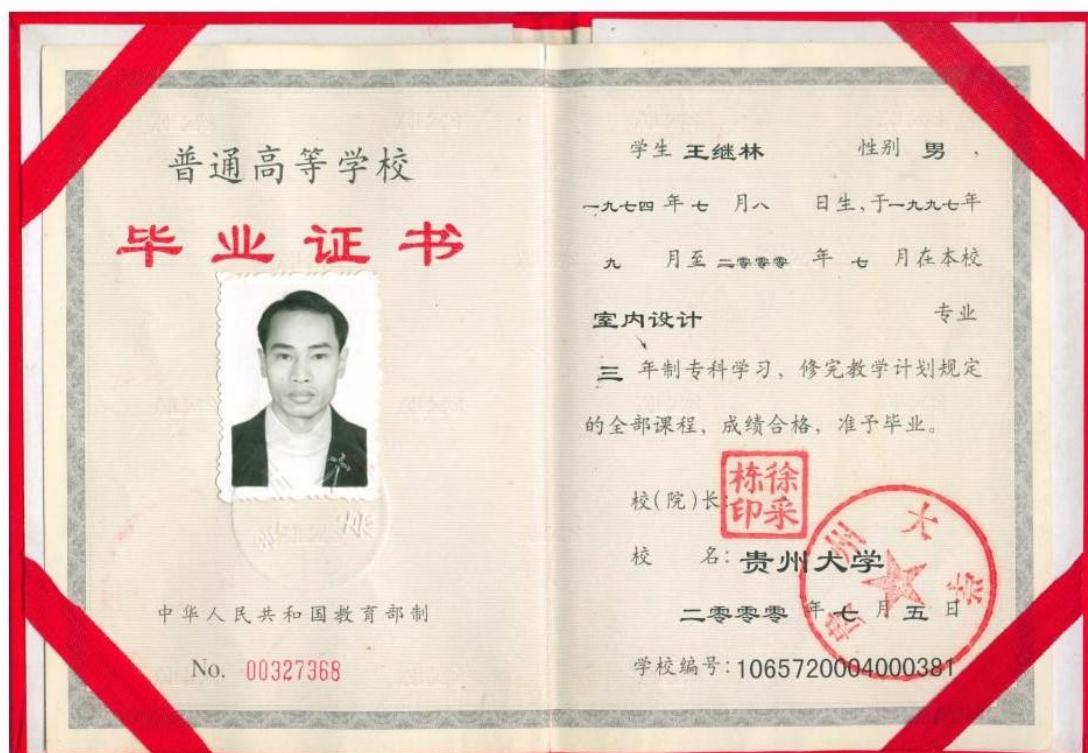 普通高等学校
毕业证书
中华人民共和国教育部制
No. 00327368
学生 王继林 性别 男，
一九七四年七月八日生，于一九九七年
九月至二零零零年七月在本校
室内设计 专业
三年制专科学习，修完教学计划规定
的全部课程，成绩合格，准予毕业。
校(院)长:
徐采栋印
校 名: 贵州大学
二零零零年七月五日
学校编号: 1065720004000381
贵州大学